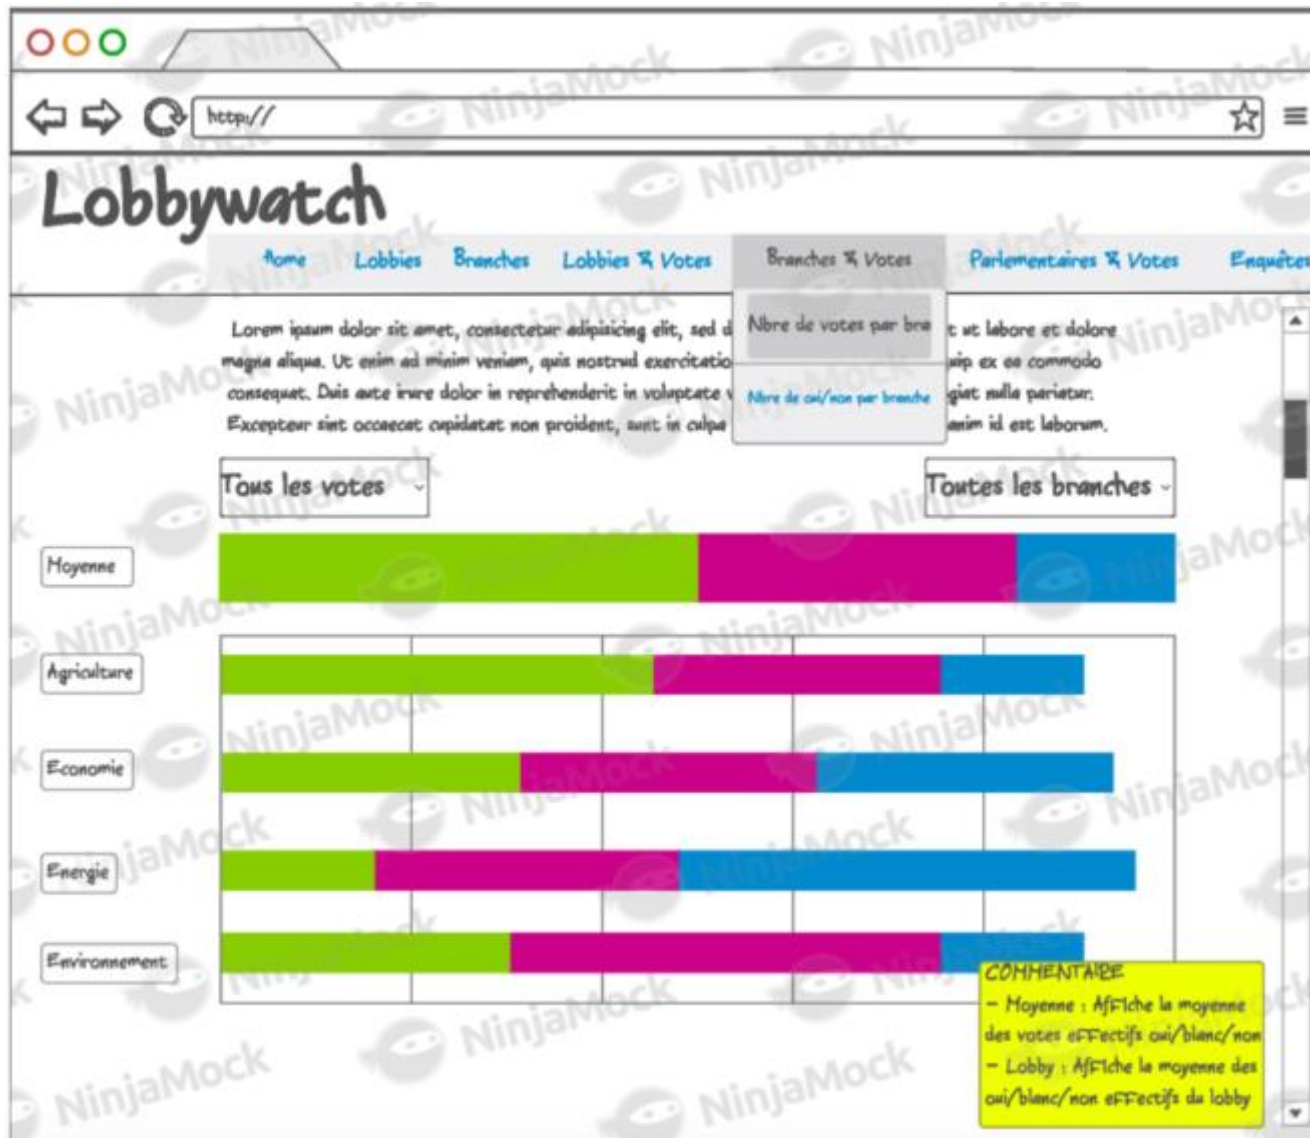 http://
Lobbywatch
Home Lobbies Branches Lobbies & Votes Branches & Votes Parlementaires & Votes Enquêtes
Lorem ipsum dolor sit amet, consectetur adipisicing elit, sed d Nbre de votes par bra t ut labore et dolore
magna aliqua. Ut enim ad minim veniam, quis nostrud exercitatio uip ex ea commodo
consequat. Duis aute irure dolor in reprehenderit in voluptate v Nbre de oui/non par branche giat nulla pariatur.
Excepteur sint occaecat cupidatat non proident, sunt in culpa anim id est laborum.
Tous les votes Toutes les branches
Moyenne
Agriculture
Economie
Energie
Environnement
COMMENTAIRE
- Moyenne : Affiche la moyenne
des votes effectifs oui/blanc/non
- Lobby : Affiche la moyenne des
oui/blanc/non effectifs du lobby
NinjaMock